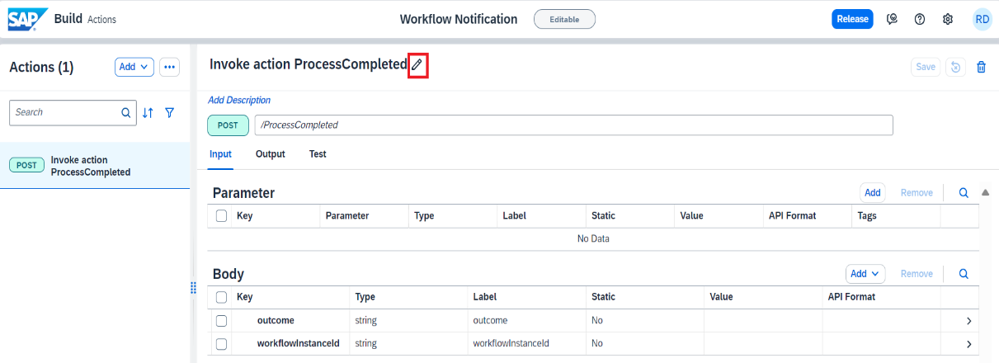 SAP Build Actions
Workflow Notification Editable
Release
RD
Actions (1)
Add
Search
POST
Invoke action
ProcessCompleted
Invoke action ProcessCompleted
Save
Add Description
POST /ProcessCompleted
Input Output Test
Parameter
Add Remove
Key Parameter Type Label Static Value API Format Tags
No Data
Body
Add Remove
Key Type Label Static Value API Format
outcome string outcome No
workflowInstanceId string workflowInstanceId No